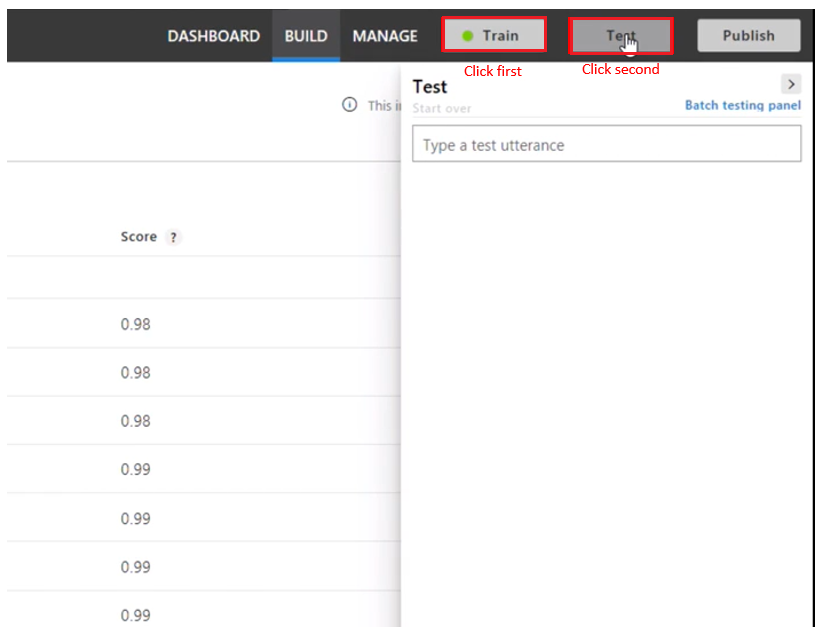 DASHBOARD BUILD MANAGE Train Test Publish
Click first Click second
Test
Start over Batch testing panel
This i
Type a test utterance
Score ?
0.98
0.98
0.98
0.99
0.99
0.99
0.99